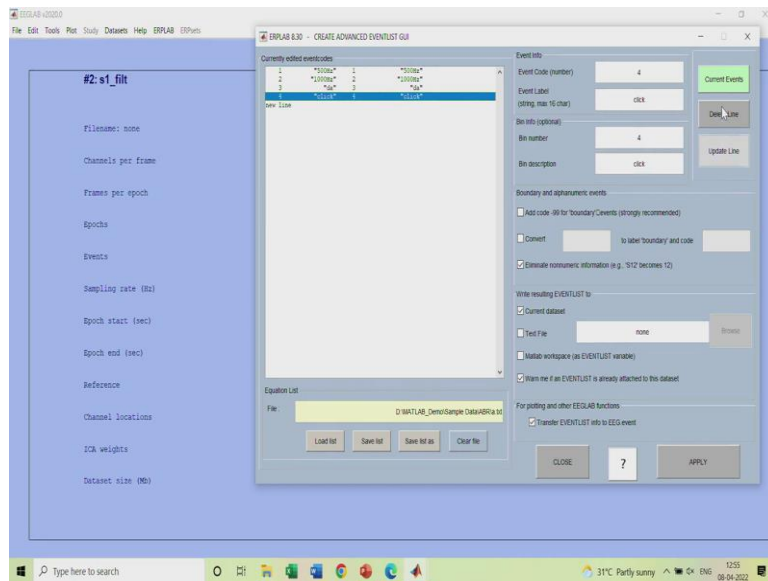 EEGLAB v2020.0
File Edit Tools Plot Study Datasets Help ERPLAB ERPsets
#2: s1_filt
Filename: none
Channels per frame
Frames per epoch
Epochs
Events
Sampling rate (Hz)
Epoch start (sec)
Epoch end (sec)
Reference
Channel locations
ICA weights
Dataset size (Mb)
ERPLAB 8.30 - CREATE ADVANCED EVENTLIST GUI
Currently edited eventcodes
1 "500Hz" 1 "500Hz"
2 "1000Hz" 2 "1000Hz"
3 "da" 3 "da"
4 "click" 4 "click"
new line
Equation List
File: D:\MATLAB_Demo\Sample Data\ABR\a.txt
Load list Save list Save list as Clear file
Event info
Event Code (number) 4
Event Label
(string, max 16 char) click
Bin info (optional)
Bin number 4
Bin description click
Current Events
Delete Line
Update Line
Boundary and alphanumeric events
Add code -99 for 'boundary' events (strongly recommended)
Convert to label 'boundary' and code
Eliminate nonnumeric information (e.g., 'S12' becomes 12)
Write resulting EVENTLIST to
Current dataset
Text File none Browse
Matlab workspace (as EVENTLIST variable)
Warn me if an EVENTLIST is already attached to this dataset
For plotting and other EEGLAB functions
Transfer EVENTLIST info to EEG event
CLOSE ? APPLY
Type here to search
31°C Partly sunny ENG 12:55
08-04-2022